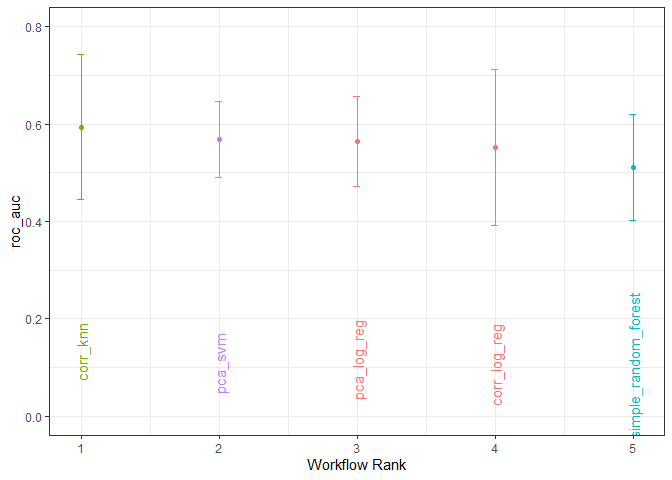 0.8
0.6
0.4
0.2
0.0
roc_auc
corr_knn
pca_svm
pca_log_reg
corr_log_reg
simple_random_forest
1 2 3 4 5
Workflow Rank